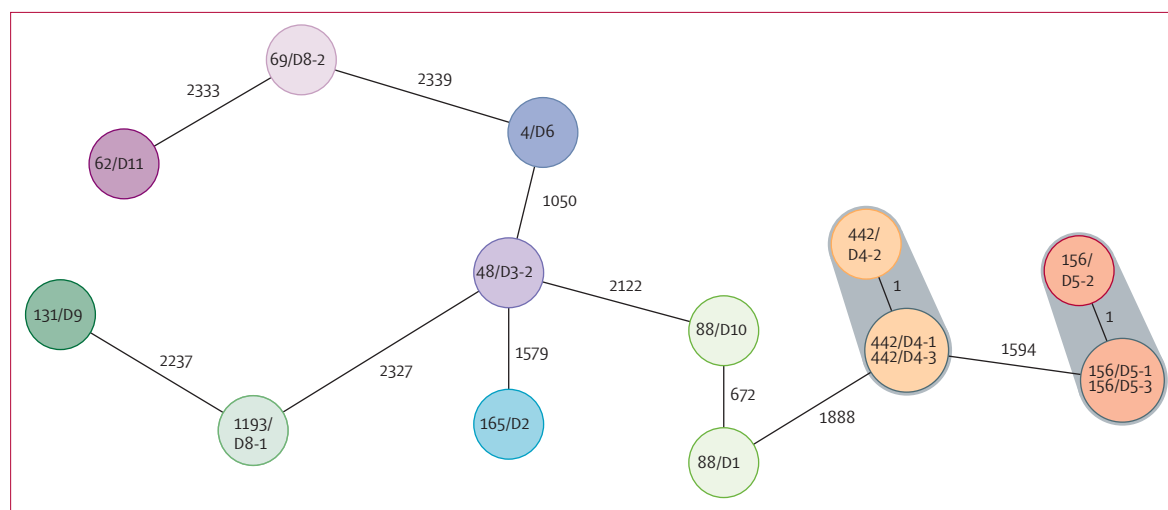 69/D8-2
2333
2339
4/D6
62/D11
1050
442/
D4-2
156/
D5-2
48/D3-2
2122
1
1
131/D9
88/D10
442/D4-1
442/D4-3
1594
2237
2327
1579
156/D5-1
156/D5-3
672
1193/
D8-1
165/D2
1888
88/D1